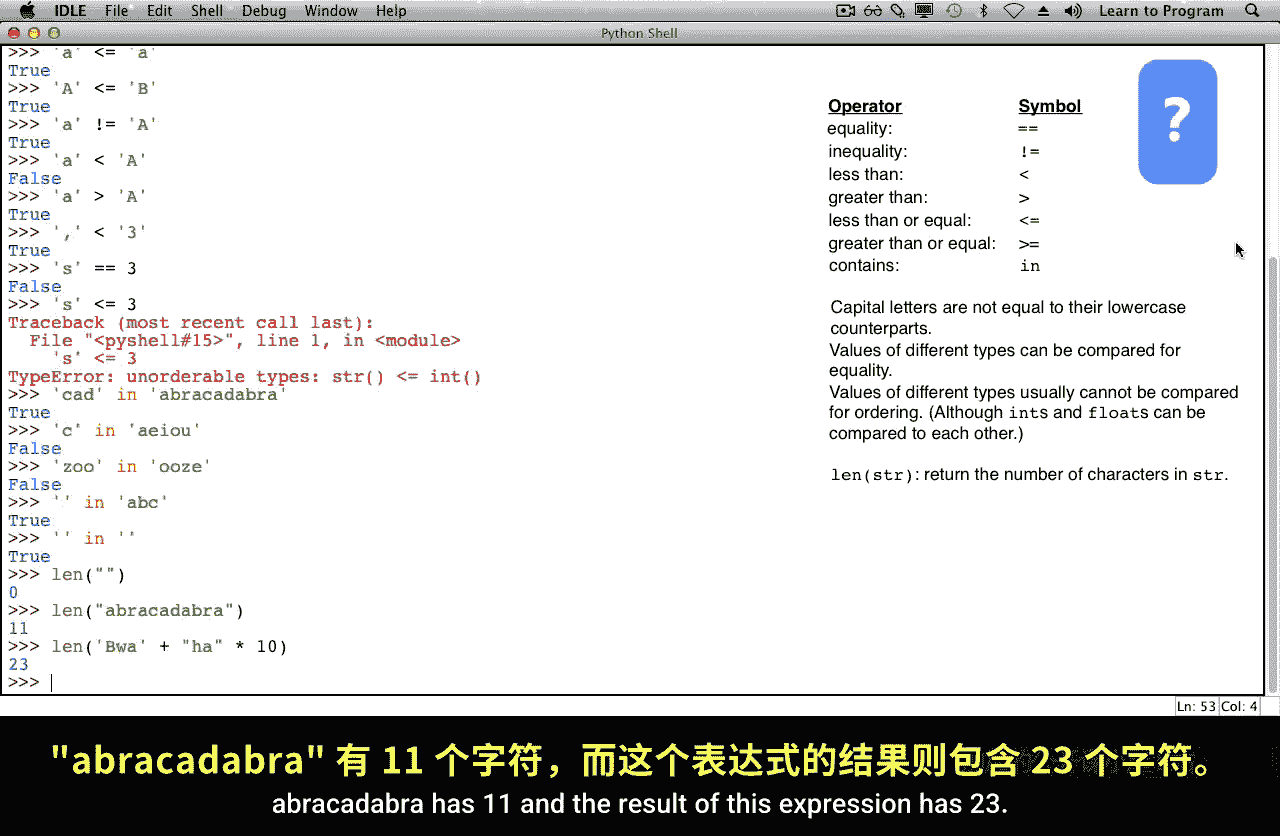 IDLE File Edit Shell Debug Window Help Learn to Program
Python Shell
>>> 'a' <= 'a'
True
>>> 'A' <= 'B'
True
>>> 'a' != 'A'
True
>>> 'a' < 'A'
False
>>> 'a' > 'A'
True
>>> ',' < '3'
True
>>> 's' == 3
False
>>> 's' <= 3
Traceback (most recent call last):
File "<pyshell#15>", line 1, in <module>
's' <= 3
TypeError: unorderable types: str() <= int()
>>> 'cad' in 'abracadabra'
True
>>> 'c' in 'aeiou'
False
>>> 'zoo' in 'ooze'
False
>>> '' in 'abc'
True
>>> '' in ''
True
>>> len("")
0
>>> len("abracadabra")
11
>>> len('Bwa' + "ha" * 10)
23
>>>
Operator Symbol
equality: ==
inequality: !=
less than: <
greater than: >
less than or equal: <=
greater than or equal: >=
contains: in
?
Capital letters are not equal to their lowercase
counterparts.
Values of different types can be compared for
equality.
Values of different types usually cannot be compared
for ordering. (Although ints and floats can be
compared to each other.)
len(str): return the number of characters in str.
Ln: 53 Col: 4
"abracadabra" 有 11 个字符，而这个表达式的结果则包含 23 个字符。
abracadabra has 11 and the result of this expression has 23.